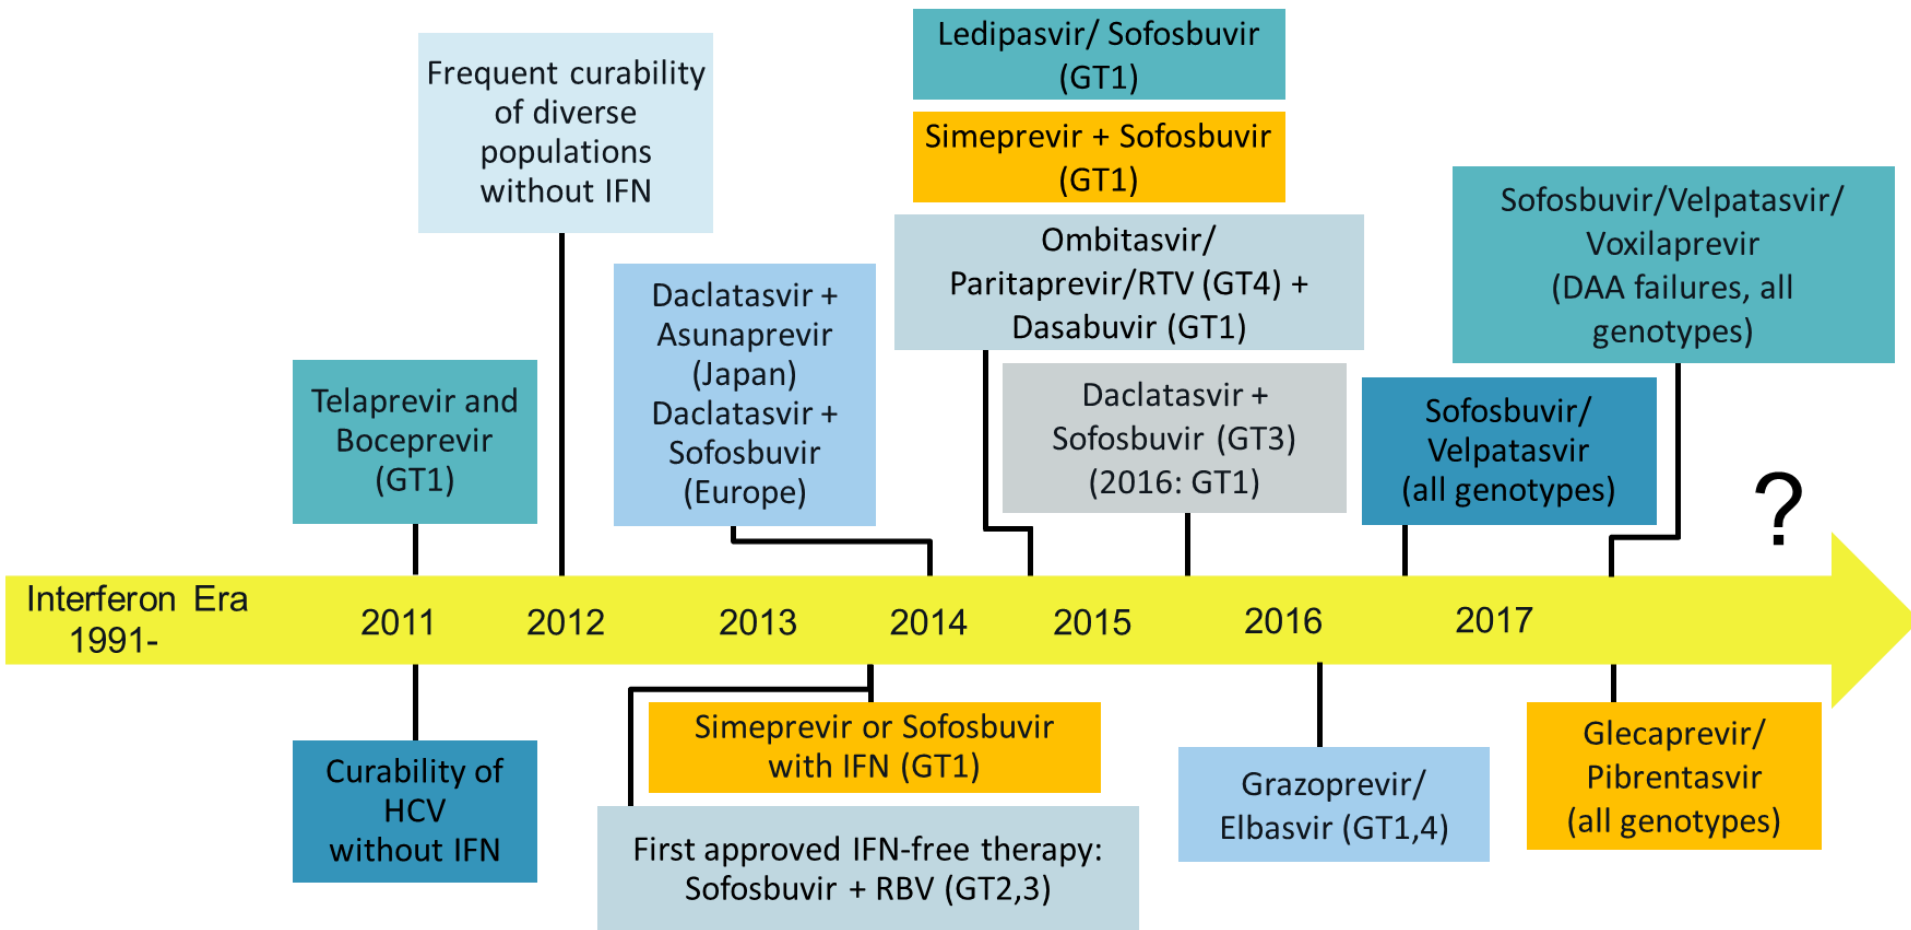 Ledipasvir/ Sofosbuvir
(GT1)
Frequent curability
of diverse
populations
without IFN
Simeprevir + Sofosbuvir
(GT1)
Sofosbuvir/Velpatasvir/
Voxilaprevir
(DAA failures, all
genotypes)
Ombitasvir/
Paritaprevir/RTV (GT4) +
Dasabuvir (GT1)
Daclatasvir +
Asunaprevir
(Japan)
Daclatasvir +
Sofosbuvir
(Europe)
Telaprevir and
Boceprevir
(GT1)
Daclatasvir +
Sofosbuvir (GT3)
(2016: GT1)
Sofosbuvir/
Velpatasvir
(all genotypes)
?
Interferon Era
1991-
2011
2012
2013
2014
2015
2016
2017
Curability of
HCV
without IFN
Simeprevir or Sofosbuvir
with IFN (GT1)
First approved IFN-free therapy:
Sofosbuvir + RBV (GT2,3)
Grazoprevir/
Elbasvir (GT1,4)
Glecaprevir/
Pibrentasvir
(all genotypes)